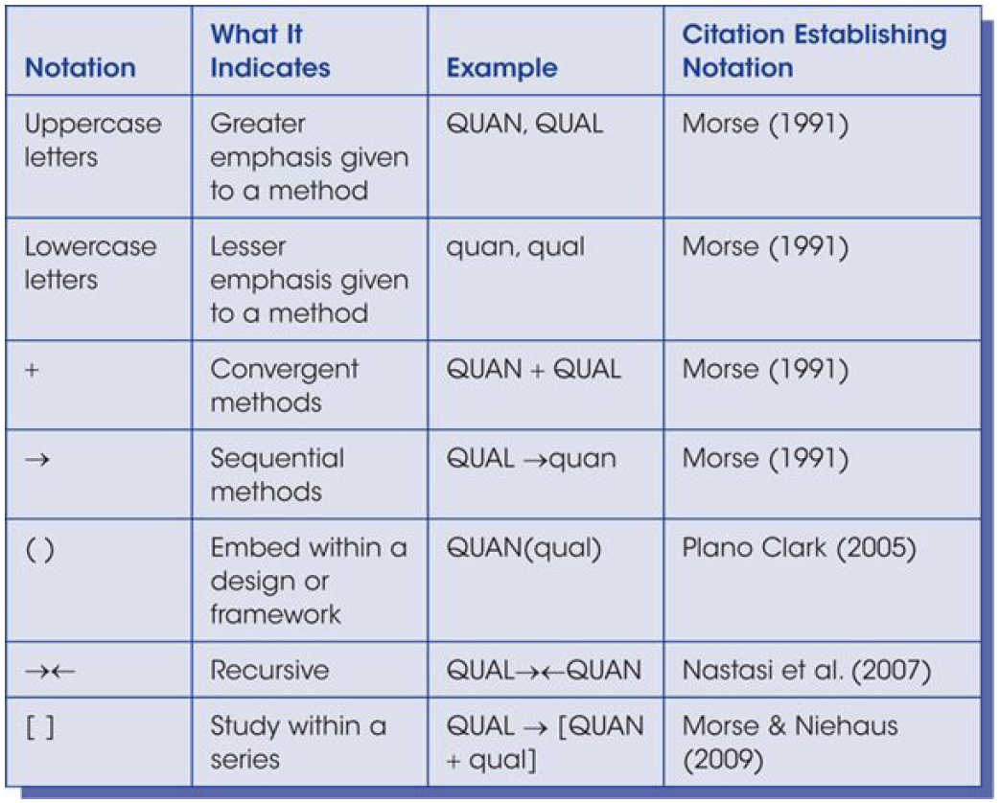 Notation What It Indicates Example Citation Establishing Notation
Uppercase letters Greater emphasis given to a method QUAN, QUAL Morse (1991)
Lowercase letters Lesser emphasis given to a method quan, qual Morse (1991)
+ Convergent methods QUAN + QUAL Morse (1991)
→ Sequential methods QUAL →quan Morse (1991)
( ) Embed within a design or framework QUAN(qual) Plano Clark (2005)
→← Recursive QUAL→←QUAN Nastasi et al. (2007)
[ ] Study within a series QUAL → [QUAN + qual] Morse & Niehaus (2009)